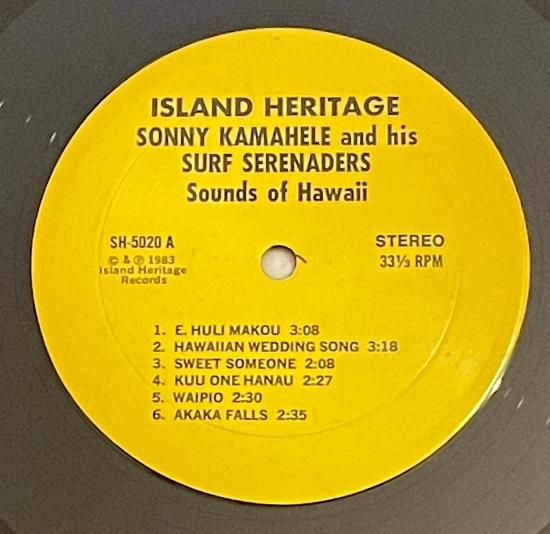 ISLAND HERITAGE
SONNY KAMAHELE and his
SURF SERENADERS
Sounds of Hawaii
SH-5020 A
© & ℗ 1983
Island Heritage
Records
STEREO
33⅓ RPM
1. E. HULI MAKOU 3:08
2. HAWAIIAN WEDDING SONG 3:18
3. SWEET SOMEONE 2:08
4. KUU ONE HANAU 2:27
5. WAIPIO 2:30
6. AKAKA FALLS 2:35